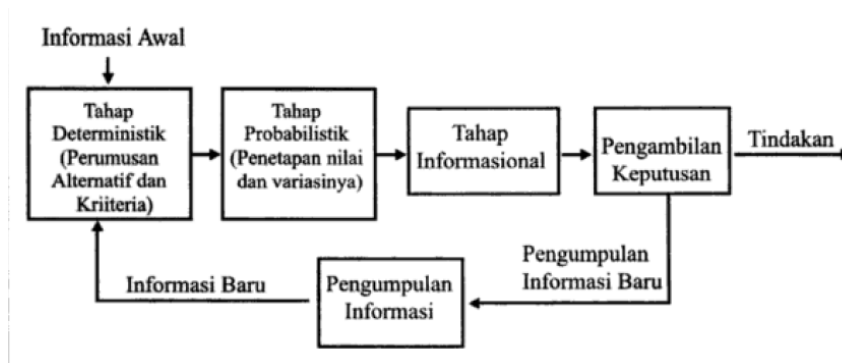 Informasi Awal
Tahap
Deterministik
(Perumusan
Alternatif dan
Kriiteria)
Tahap
Probabilistik
(Penetapan nilai
dan variasinya)
Tahap
Informasional
Pengambilan
Keputusan
Tindakan
Pengumpulan
Informasi Baru
Pengumpulan
Informasi
Informasi Baru